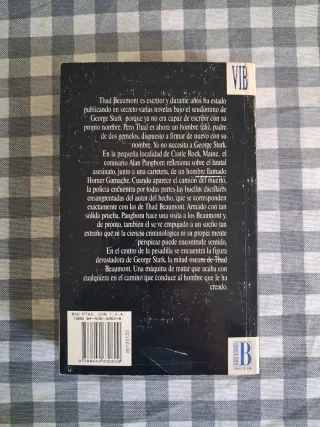 VIB
Thad Beaumont es escritor y durante años ha estado
publicando en secreto varias novelas bajo el seudónimo de
George Stark porque ya no era capaz de escribir con su
propio nombre. Pero Thad es ahora un hombre feliz, padre
de dos gemelos, dispuesto a firmar de nuevo con su
nombre. Ya no necesita a George Stark.
En la pequeña localidad de Castle Rock, Maine, el
comisario Alan Pangborn reflexiona sobre el brutal
asesinato, junto a una carretera, de un hombre llamado
Homer Gamache. Cuando aparece el camión del muerto,
la policía encuentra por todas partes las huellas dactilares
ensangrentadas del autor del hecho, que se corresponden
exactamente con las de Thad Beaumont. Armado con tan
sólida prueba, Pangborn hace una visita a los Beaumont y,
de pronto, también él se ve empujado a un sueño tan
extraño que ni la ciencia criminológica ni su propia mente
perspicaz puede encontrarle sentido.
En el centro de la pesadilla se encuentra la figura
devastadora de George Stark, la mitad oscura de Thad
Beaumont. Una máquina de matar que acaba con
cualquiera en el camino que conduce al hombre que le ha
creado.
800 PTAS. CON I.V.A.
B